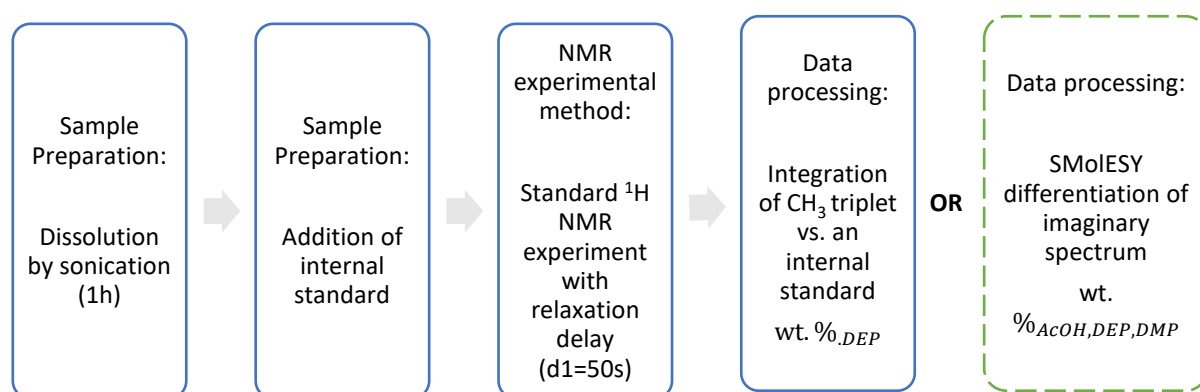 Sample
Preparation:
Dissolution
by sonication
(1h)
Sample
Preparation:
Addition of
internal
standard
NMR
experimental
method:
Standard ¹H
NMR
experiment
with
relaxation
delay
(d1=50s)
Data
processing:
Integration
of CH₃ triplet
vs. an
internal
standard
wt. %.DEP
OR
Data processing:
SMolESY
differentiation of
imaginary
spectrum
wt.
%AcOH,DEP,DMP